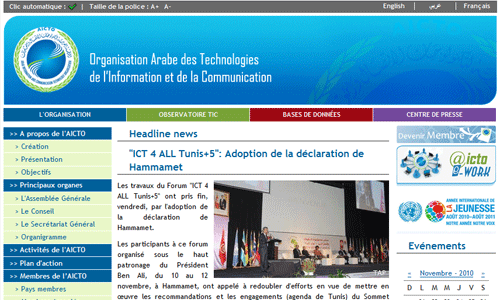 Clic automatique : | Taille de la police : A+ A-
English | عربي | Français
AICTO
Organisation Arabe des Technologies
de l'Information et de la Communication
L'ORGANISATION
OBSERVATOIRE TIC
BASES DE DONNÉES
CENTRE DE PRESSE
>> A propos de l'AICTO
> Création
> Présentation
> Objectifs
>> Principaux organes
> L'Assemblée Générale
> Le Conseil
> Le Secrétariat Général
> Organigramme
>> Activités de l'AICTO
>> Plan d'action
>> Membres de l'AICTO
> Pays membres
Headline news
"ICT 4 ALL Tunis+5": Adoption de la déclaration de
Hammamet
Les travaux du Forum "ICT
4 ALL Tunis+5" ont pris fin,
vendredi, par l'adoption de
la déclaration de
Hammamet.
Les participants à ce forum
organisé sous le haut
patronage du Président
Ben Ali, du 10 au 12
novembre, à Hammamet, ont appelé à redoubler d'efforts en vue de mettre en
œuvre les recommandations et les engagements (agenda de Tunis) du Sommet
TAP
Devenir Membre
@icto
@-WORK
ANNÉE INTERNATIONALE DE
LA JEUNESSE
AOÛT 2010 - AOÛT 2011
NOTRE ANNÉE NOTRE VOIX
Evénements
« Novembre - 2010 »
D L M M J V S